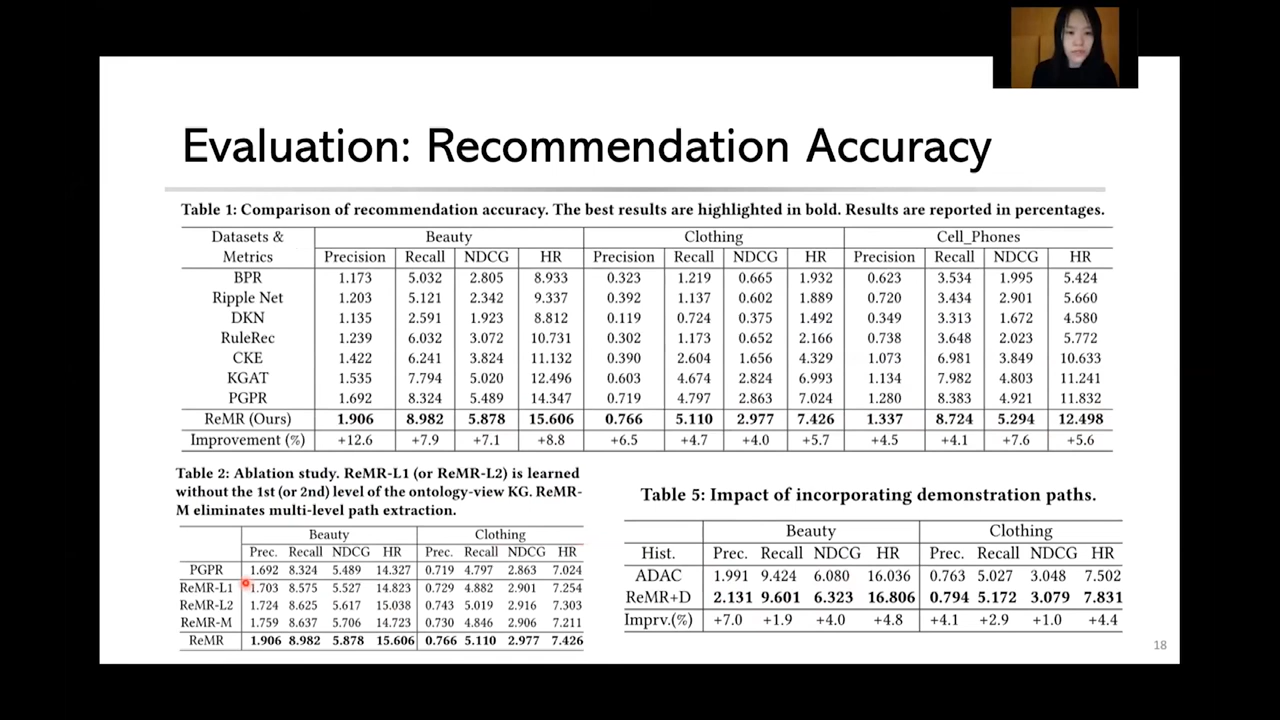 Evaluation: Recommendation Accuracy
Table 1: Comparison of recommendation accuracy. The best results are highlighted in bold. Results are reported in percentages.
Datasets & Beauty Clothing Cell_Phones
Metrics Precision Recall NDCG HR Precision Recall NDCG HR Precision Recall NDCG HR
BPR 1.173 5.032 2.805 8.933 0.323 1.219 0.665 1.932 0.623 3.534 1.995 5.424
Ripple Net 1.203 5.121 2.342 9.337 0.392 1.137 0.602 1.889 0.720 3.434 2.901 5.660
DKN 1.135 2.591 1.923 8.812 0.119 0.724 0.375 1.492 0.349 3.313 1.672 4.580
RuleRec 1.239 6.032 3.072 10.731 0.302 1.173 0.652 2.166 0.738 3.648 2.023 5.772
CKE 1.422 6.241 3.824 11.132 0.390 2.604 1.656 4.329 1.073 6.981 3.849 10.633
KGAT 1.535 7.794 5.020 12.496 0.603 4.674 2.824 6.993 1.134 7.982 4.803 11.241
PGPR 1.692 8.324 5.489 14.347 0.719 4.797 2.863 7.024 1.280 8.383 4.921 11.832
ReMR (Ours) 1.906 8.982 5.878 15.606 0.766 5.110 2.977 7.426 1.337 8.724 5.294 12.498
Improvement (%) +12.6 +7.9 +7.1 +8.8 +6.5 +4.7 +4.0 +5.7 +4.5 +4.1 +7.6 +5.6
Table 2: Ablation study. ReMR-L1 (or ReMR-L2) is learned
without the 1st (or 2nd) level of the ontology-view KG. ReMR-
M eliminates multi-level path extraction.
Beauty Clothing
Prec. Recall NDCG HR Prec. Recall NDCG HR
PGPR 1.692 8.324 5.489 14.327 0.719 4.797 2.863 7.024
ReMR-L1 1.703 8.575 5.527 14.823 0.729 4.882 2.901 7.254
ReMR-L2 1.724 8.625 5.617 15.038 0.743 5.019 2.916 7.303
ReMR-M 1.759 8.637 5.706 14.723 0.730 4.846 2.906 7.211
ReMR 1.906 8.982 5.878 15.606 0.766 5.110 2.977 7.426
Table 5: Impact of incorporating demonstration paths.
Beauty Clothing
Hist. Prec. Recall NDCG HR Prec. Recall NDCG HR
ADAC 1.991 9.424 6.080 16.036 0.763 5.027 3.048 7.502
ReMR+D 2.131 9.601 6.323 16.806 0.794 5.172 3.079 7.831
Imprv.(%) +7.0 +1.9 +4.0 +4.8 +4.1 +2.9 +1.0 +4.4
18